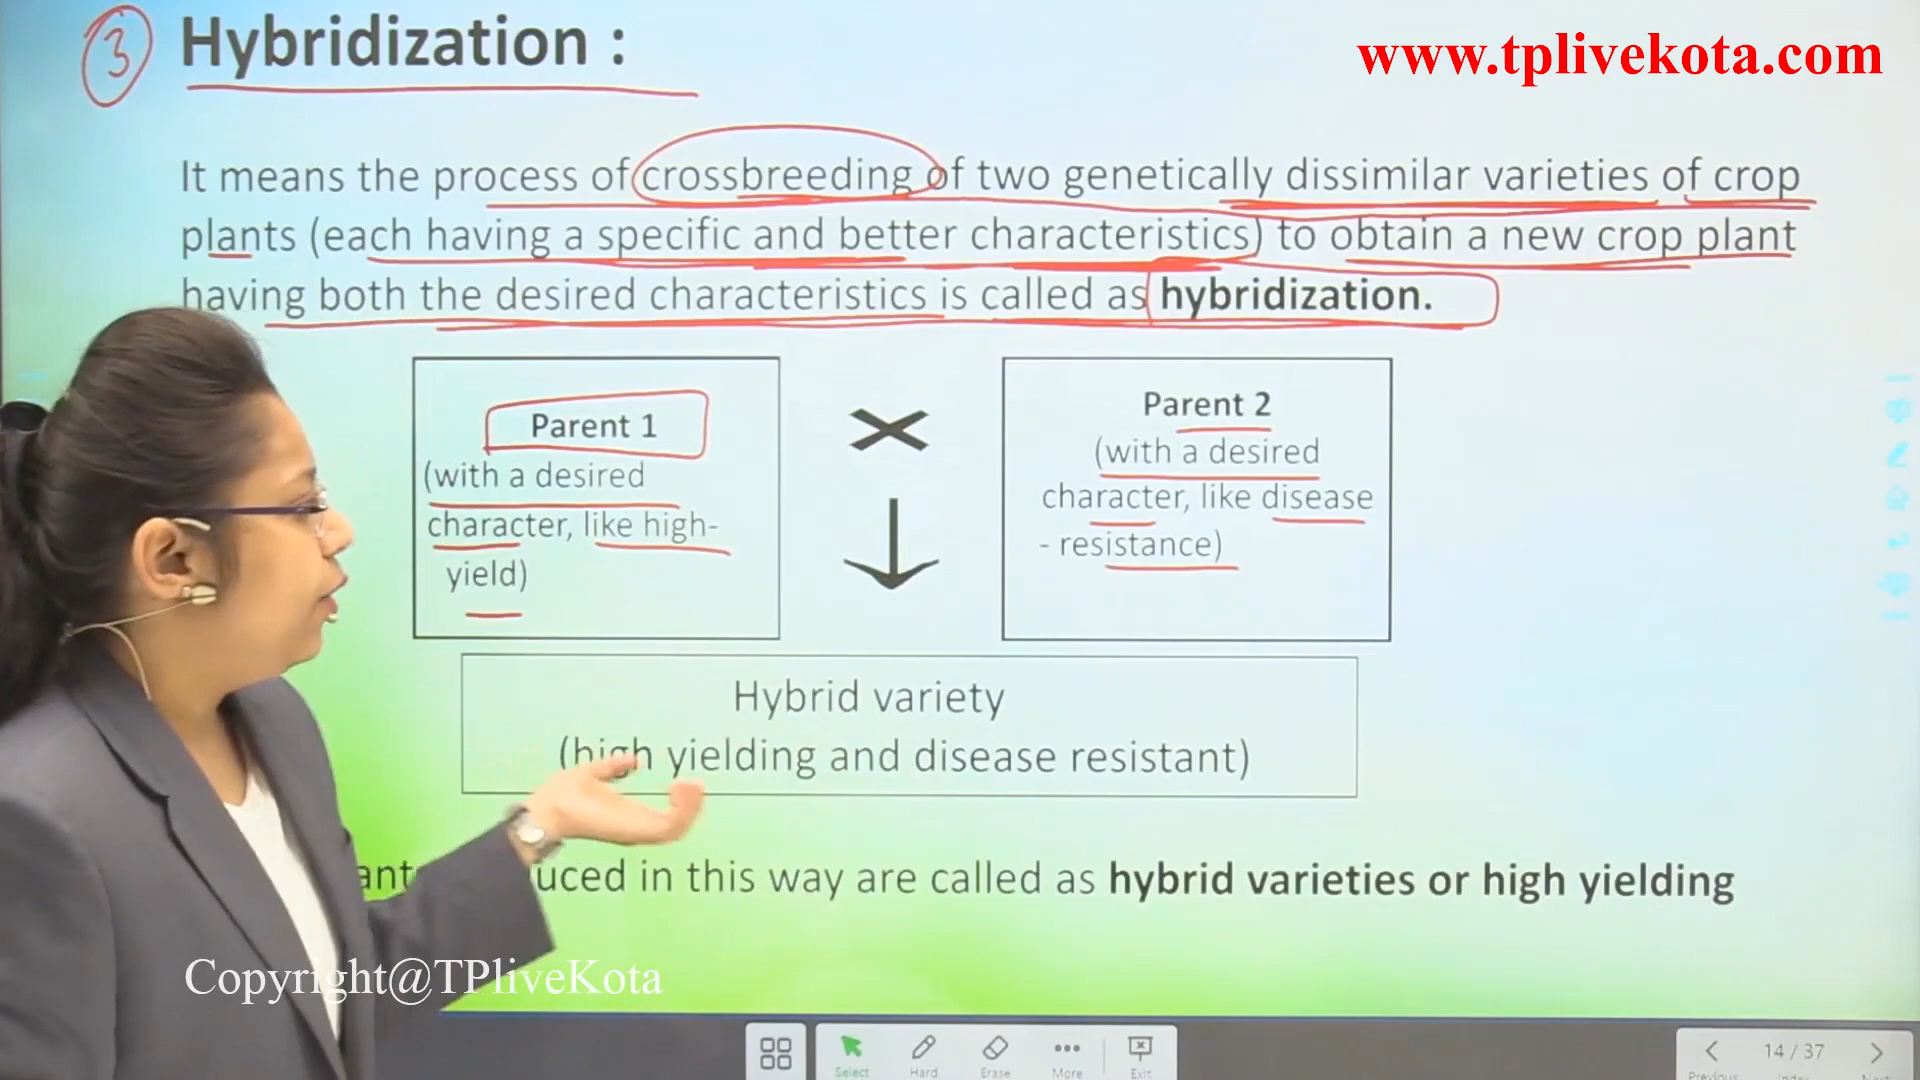 3 Hybridization :
www.tplivekota.com
It means the process of crossbreeding of two genetically dissimilar varieties of crop
plants (each having a specific and better characteristics) to obtain a new crop plant
having both the desired characteristics is called as hybridization.
Parent 1
(with a desired
character, like high-
yield)
Parent 2
(with a desired
character, like disease
- resistance)
Hybrid variety
(high yielding and disease resistant)
in this way are called as hybrid varieties or high yielding
Copyright@TPliveKota
Select Hard Erase More Exit
14 / 37
Previous